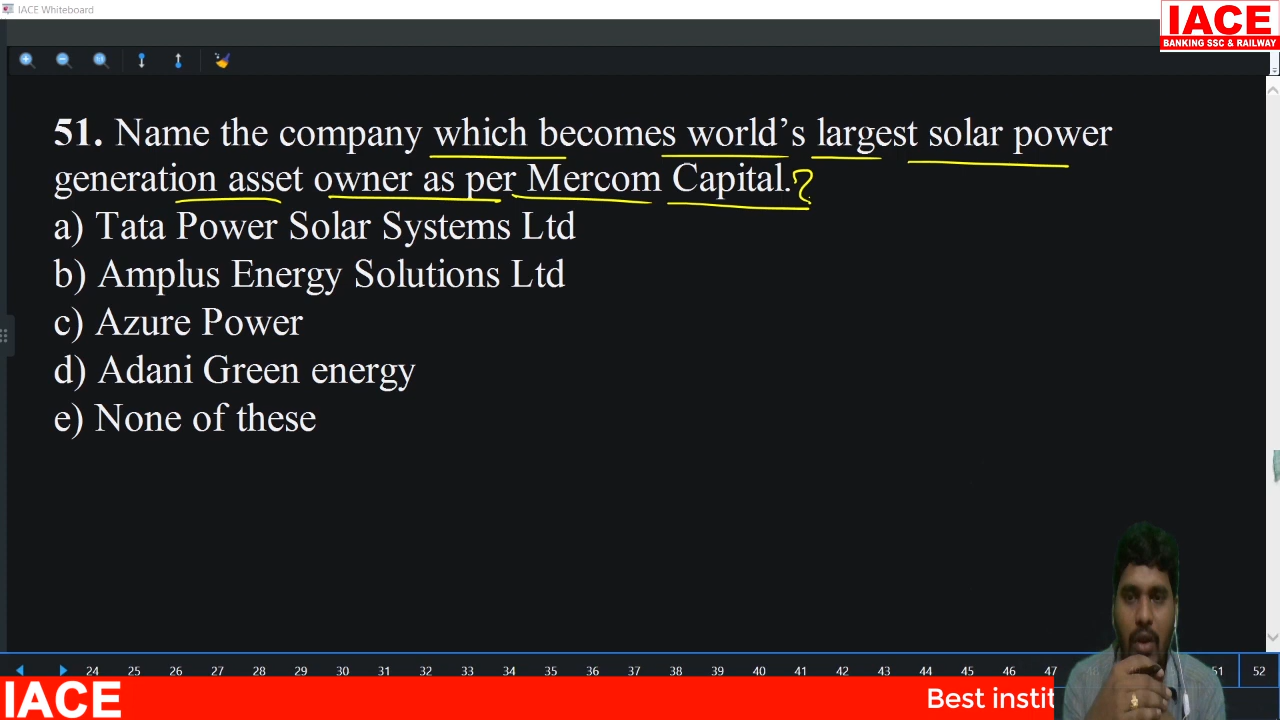 IACE Whiteboard
IACE
BANKING SSC & RAILWAY
51. Name the company which becomes world’s largest solar power
generation asset owner as per Mercom Capital.?
a) Tata Power Solar Systems Ltd
b) Amplus Energy Solutions Ltd
c) Azure Power
d) Adani Green energy
e) None of these
24 25 26 27 28 29 30 31 32 33 34 35 36 37 38 39 40 41 42 43 44 45 46 47 51 52
IACE
Best instit